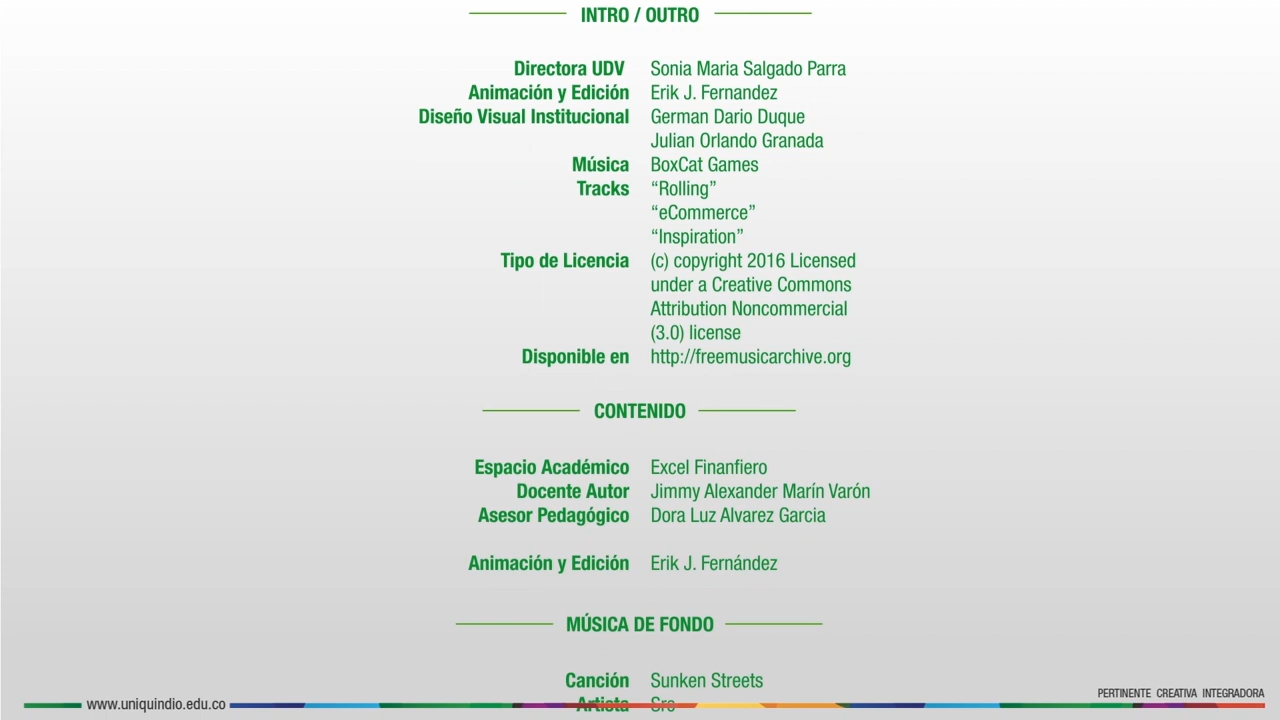 INTRO / OUTRO
Directora UDV Sonia Maria Salgado Parra
Animación y Edición Erik J. Fernandez
Diseño Visual Institucional German Dario Duque
Julian Orlando Granada
Música BoxCat Games
Tracks “Rolling”
“eCommerce”
“Inspiration”
Tipo de Licencia (c) copyright 2016 Licensed
under a Creative Commons
Attribution Noncommercial
(3.0) license
Disponible en http://freemusicarchive.org
CONTENIDO
Espacio Académico Excel Finanfiero
Docente Autor Jimmy Alexander Marín Varón
Asesor Pedagógico Dora Luz Alvarez Garcia
Animación y Edición Erik J. Fernández
MÚSICA DE FONDO
Canción Sunken Streets
Artista
www.uniquindio.edu.co
PERTINENTE CREATIVA INTEGRADORA